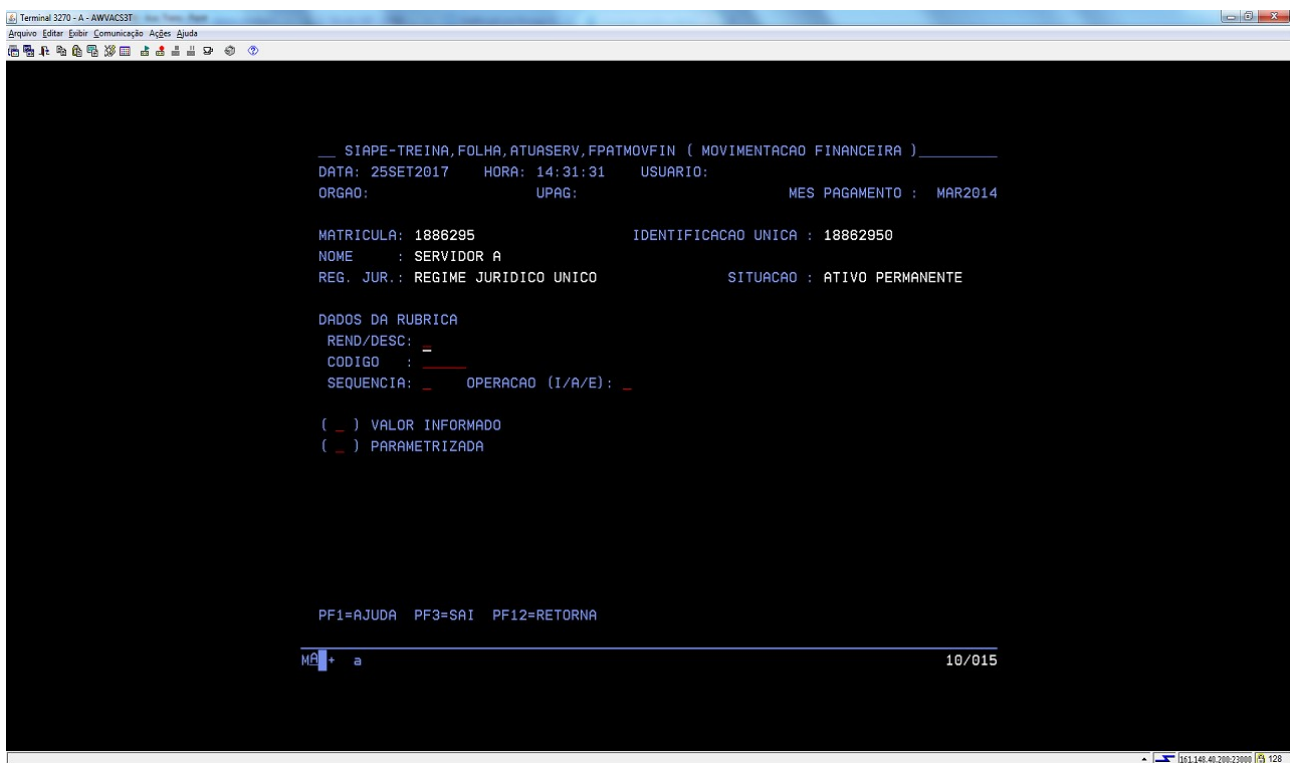 Terminal 3270 - A - AWVACS3T
Arquivo Editar Exibir Comunicação Ações Ajuda
__ SIAPE-TREINA,FOLHA,ATUASERV,FPATMOVFIN ( MOVIMENTACAO FINANCEIRA )_________
DATA: 25SET2017 HORA: 14:31:31 USUARIO:
ORGAO: UPAG: MES PAGAMENTO : MAR2014
MATRICULA: 1886295 IDENTIFICACAO UNICA : 18862950
NOME : SERVIDOR A
REG. JUR.: REGIME JURIDICO UNICO SITUACAO : ATIVO PERMANENTE
DADOS DA RUBRICA
REND/DESC: _
CODIGO : _____
SEQUENCIA: _ OPERACAO (I/A/E): _
( _ ) VALOR INFORMADO
( _ ) PARAMETRIZADA
PF1=AJUDA PF3=SAI PF12=RETORNA
MA + a 10/015
161.148.40.200:23000 128